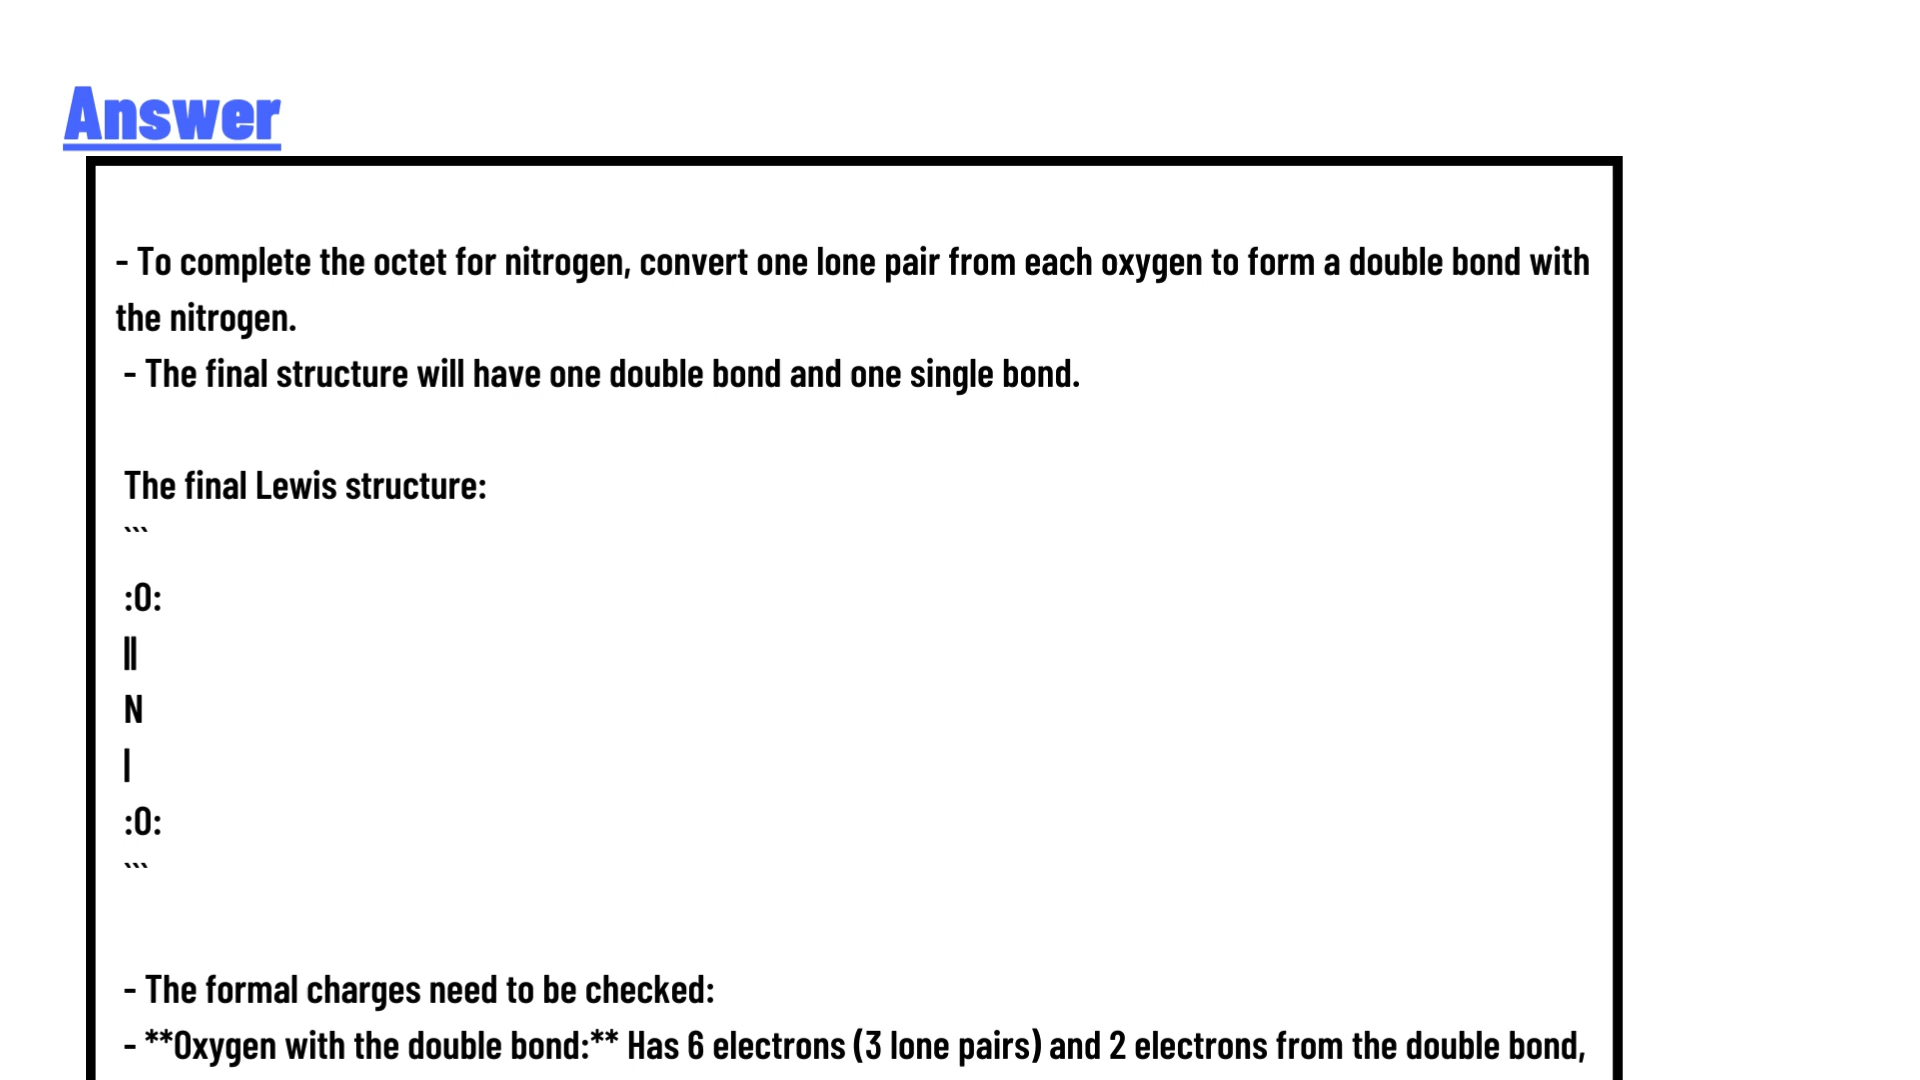 Answer
- To complete the octet for nitrogen, convert one lone pair from each oxygen to form a double bond with
the nitrogen.
- The final structure will have one double bond and one single bond.
The final Lewis structure:
```
:O:
||
N
|
:O:
```
- The formal charges need to be checked:
- **Oxygen with the double bond:** Has 6 electrons (3 lone pairs) and 2 electrons from the double bond,